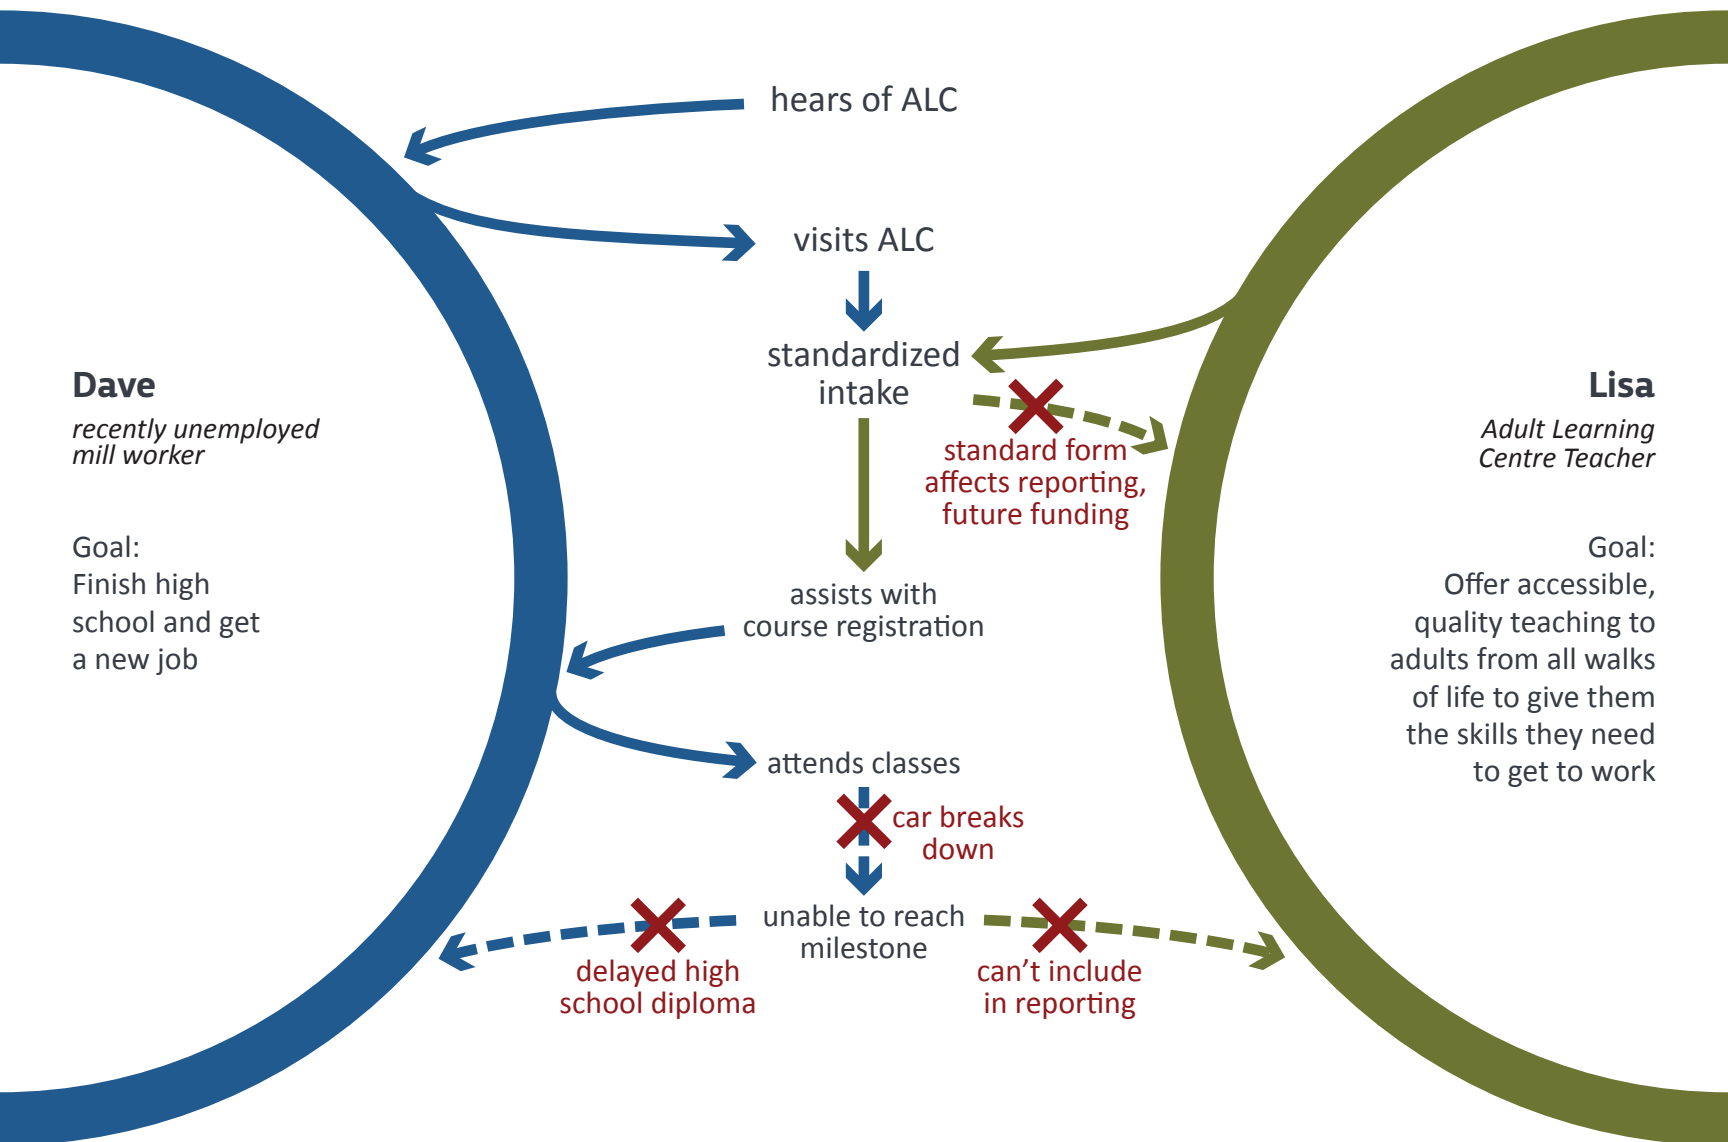 hears of ALC
visits ALC
standardized
intake
standard form
affects reporting,
future funding
Dave
recently unemployed
mill worker
Goal:
Finish high
school and get
a new job
Lisa
Adult Learning
Centre Teacher
Goal:
Offer accessible,
quality teaching to
adults from all walks
of life to give them
the skills they need
to get to work
assists with
course registration
attends classes
car breaks
down
unable to reach
milestone
delayed high
school diploma
can't include
in reporting